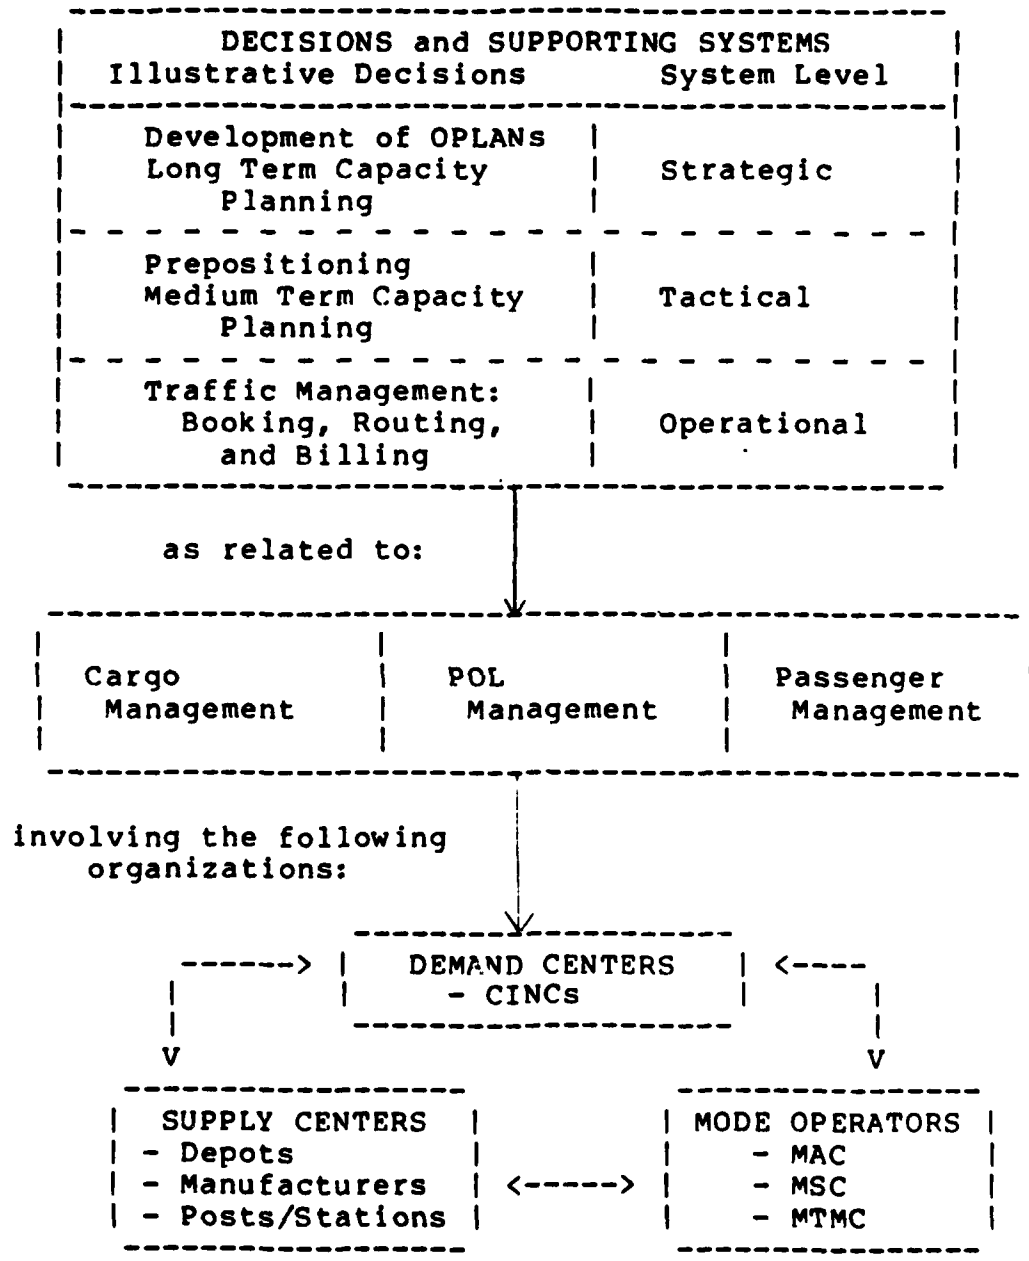 DECISIONS and SUPPORTING SYSTEMS
Illustrative Decisions System Level
Development of OPLANs
Long Term Capacity Strategic
Planning
Prepositioning
Medium Term Capacity Tactical
Planning
Traffic Management:
Booking, Routing, Operational
and Billing
as related to:
Cargo POL Passenger
Management Management Management
involving the following
organizations:
DEMAND CENTERS
- CINCs
SUPPLY CENTERS MODE OPERATORS
- Depots - MAC
- Manufacturers - MSC
- Posts/Stations - MTMC